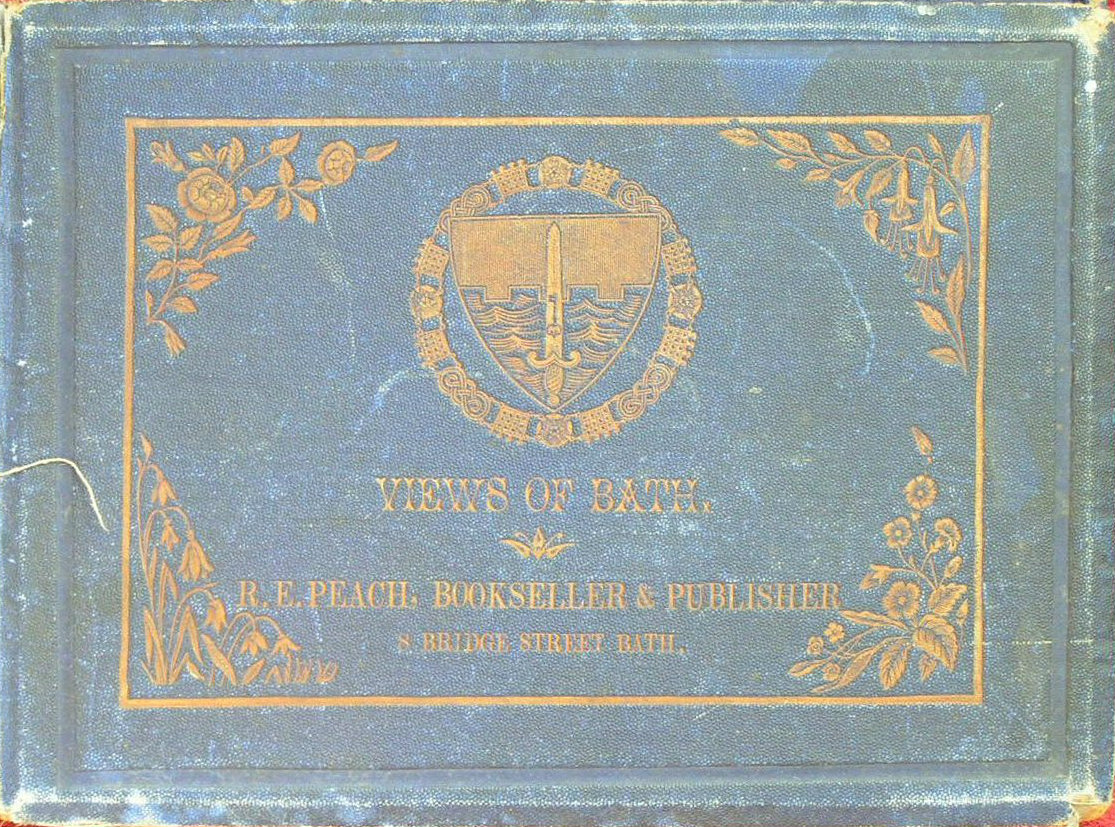 VIEWS OF BATH.
R. E. PEACH, BOOKSELLER & PUBLISHER
8 BRIDGE STREET BATH.